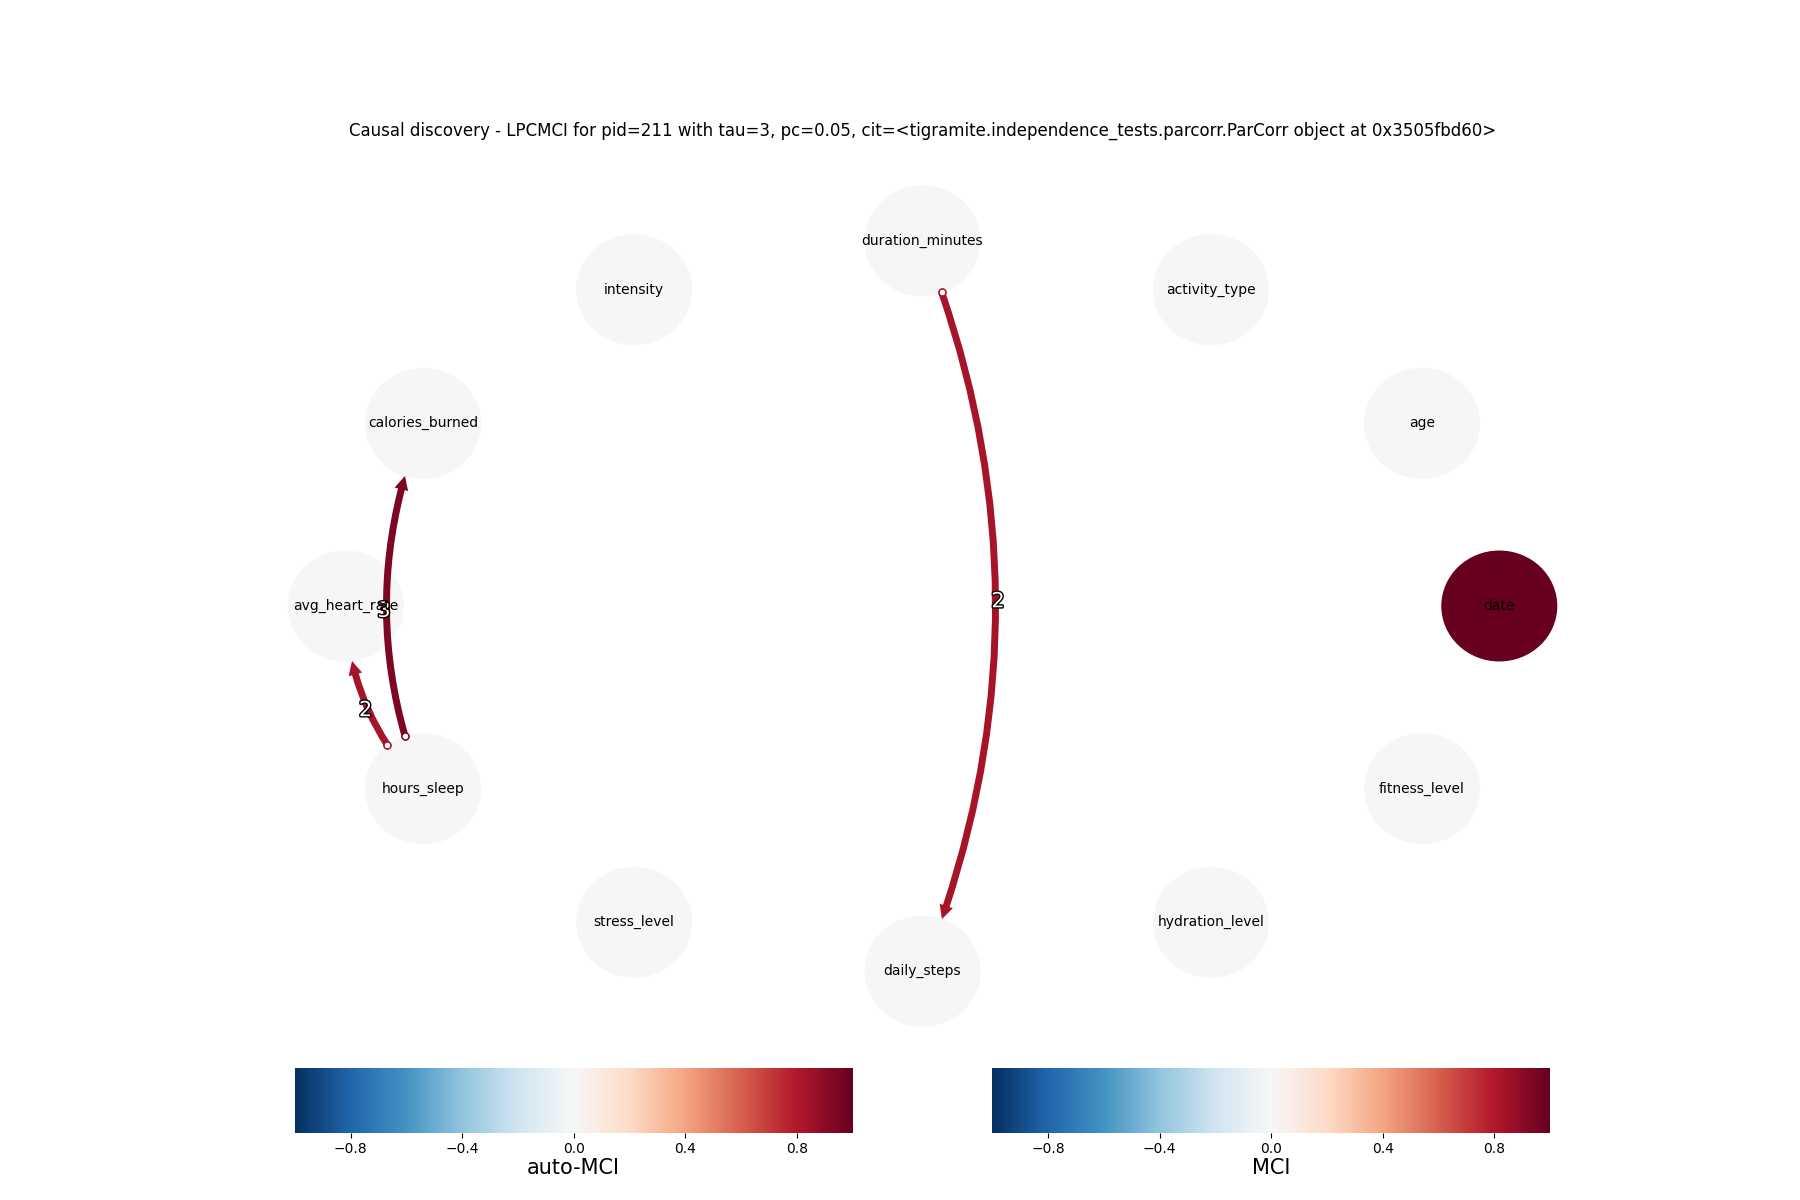 Causal discovery - LPCMCI for pid=211 with tau=3, pc=0.05, cit=<tigramite.independence_tests.parcorr.ParCorr object at 0x3505fbd60>
duration_minutes
intensity
activity_type
calories_burned
age
avg_heart_rate
3
2
date
2
hours_sleep
fitness_level
stress_level
hydration_level
daily_steps
−0.8 −0.4 0.0 0.4 0.8
auto-MCI
−0.8 −0.4 0.0 0.4 0.8
MCI